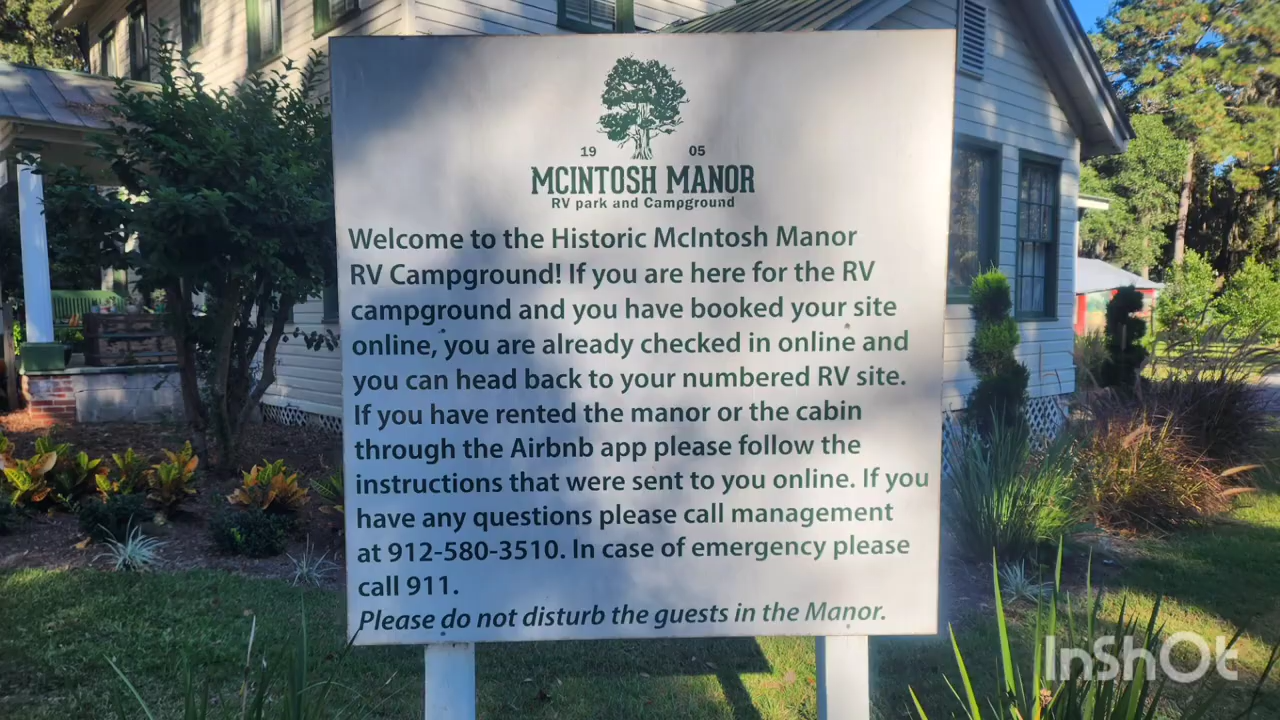 19 05
MCINTOSH MANOR
RV park and Campground
Welcome to the Historic McIntosh Manor
RV Campground! If you are here for the RV
campground and you have booked your site
online, you are already checked in online and
you can head back to your numbered RV site.
If you have rented the manor or the cabin
through the Airbnb app please follow the
instructions that were sent to you online. If you
have any questions please call management
at 912-580-3510. In case of emergency please
call 911.
Please do not disturb the guests in the Manor.
InShOt